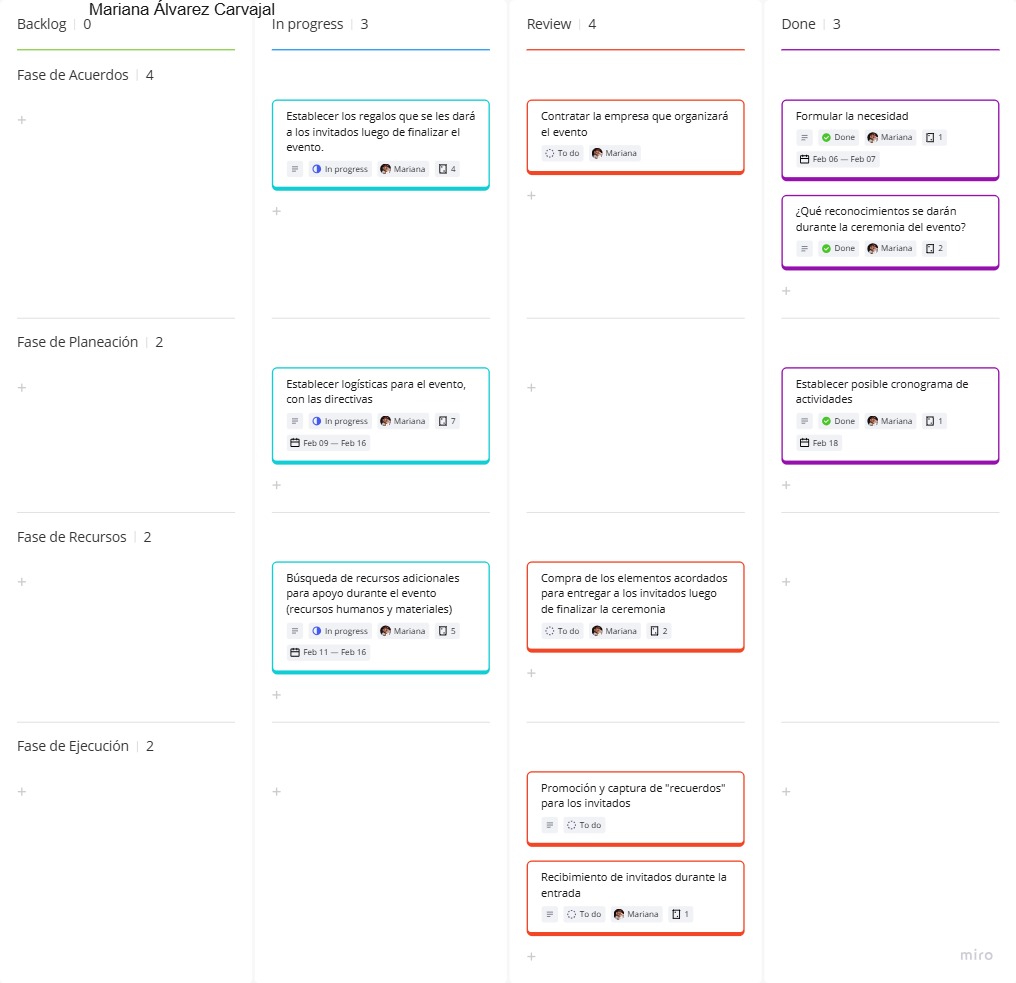 Mariana Álvarez Carvajal
Backlog 0
In progress 3
Review 4
Done 3
Fase de Acuerdos 4
+
Establecer los regalos que se les dará
a los invitados luego de finalizar el
evento.
In progress Mariana 4
+
Contratar la empresa que organizará
el evento
To do Mariana
+
Formular la necesidad
Done Mariana 1
Feb 06 — Feb 07
¿Qué reconocimientos se darán
durante la ceremonia del evento?
Done Mariana 2
+
Fase de Planeación 2
+
Establecer logísticas para el evento,
con las directivas
In progress Mariana 7
Feb 09 — Feb 16
+
+
Establecer posible cronograma de
actividades
Done Mariana 1
Feb 18
+
Fase de Recursos 2
+
Búsqueda de recursos adicionales
para apoyo durante el evento
(recursos humanos y materiales)
In progress Mariana 5
Feb 11 — Feb 16
+
Compra de los elementos acordados
para entregar a los invitados luego
de finalizar la ceremonia
To do Mariana 2
+
+
Fase de Ejecución 2
+
+
Promoción y captura de "recuerdos"
para los invitados
To do
Recibimiento de invitados durante la
entrada
To do Mariana 1
+
+
miro